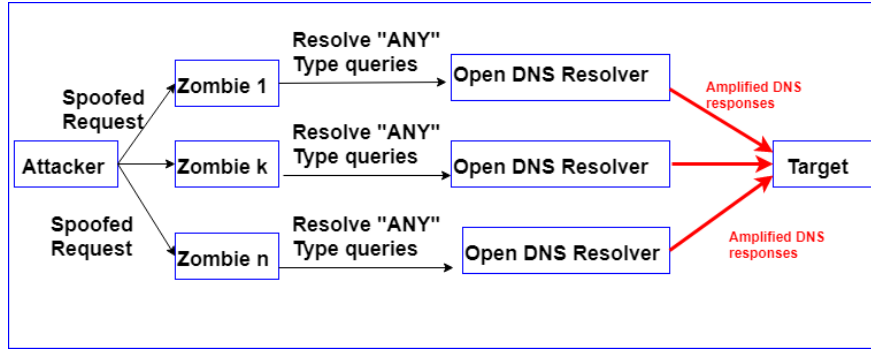 Resolve "ANY"
Type queries
Zombie 1
Open DNS Resolver
Amplified DNS
responses
Spoofed
Request
Resolve "ANY"
Type queries
Attacker
Zombie k
Open DNS Resolver
Target
Spoofed
Request
Resolve "ANY"
Type queries
Zombie n
Open DNS Resolver
Amplified DNS
responses